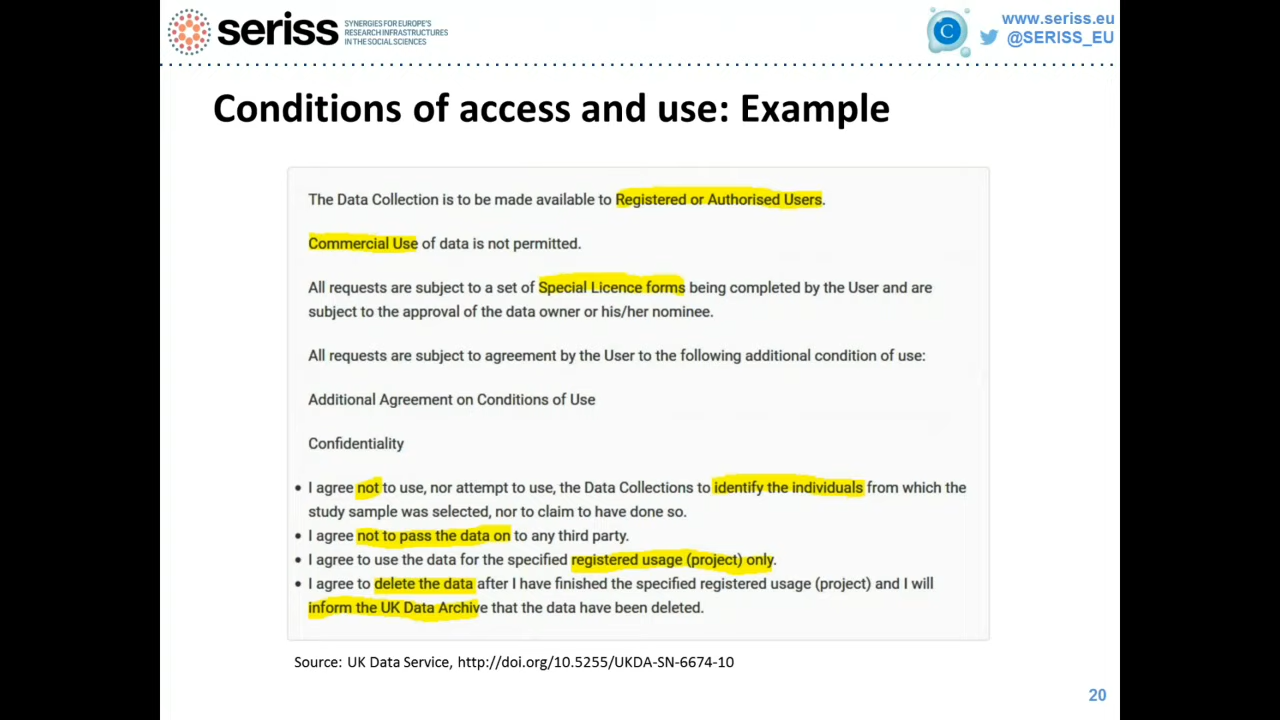 seriss
SYNERGIES FOR EUROPE'S
RESEARCH INFRASTRUCTURES
IN THE SOCIAL SCIENCES
C
www.seriss.eu
@SERISS_EU
Conditions of access and use: Example
The Data Collection is to be made available to Registered or Authorised Users.
Commercial Use of data is not permitted.
All requests are subject to a set of Special Licence forms being completed by the User and are
subject to the approval of the data owner or his/her nominee.
All requests are subject to agreement by the User to the following additional condition of use:
Additional Agreement on Conditions of Use
Confidentiality
• I agree not to use, nor attempt to use, the Data Collections to identify the individuals from which the
study sample was selected, nor to claim to have done so.
• I agree not to pass the data on to any third party.
• I agree to use the data for the specified registered usage (project) only.
• I agree to delete the data after I have finished the specified registered usage (project) and I will
inform the UK Data Archive that the data have been deleted.
Source: UK Data Service, http://doi.org/10.5255/UKDA-SN-6674-10
20